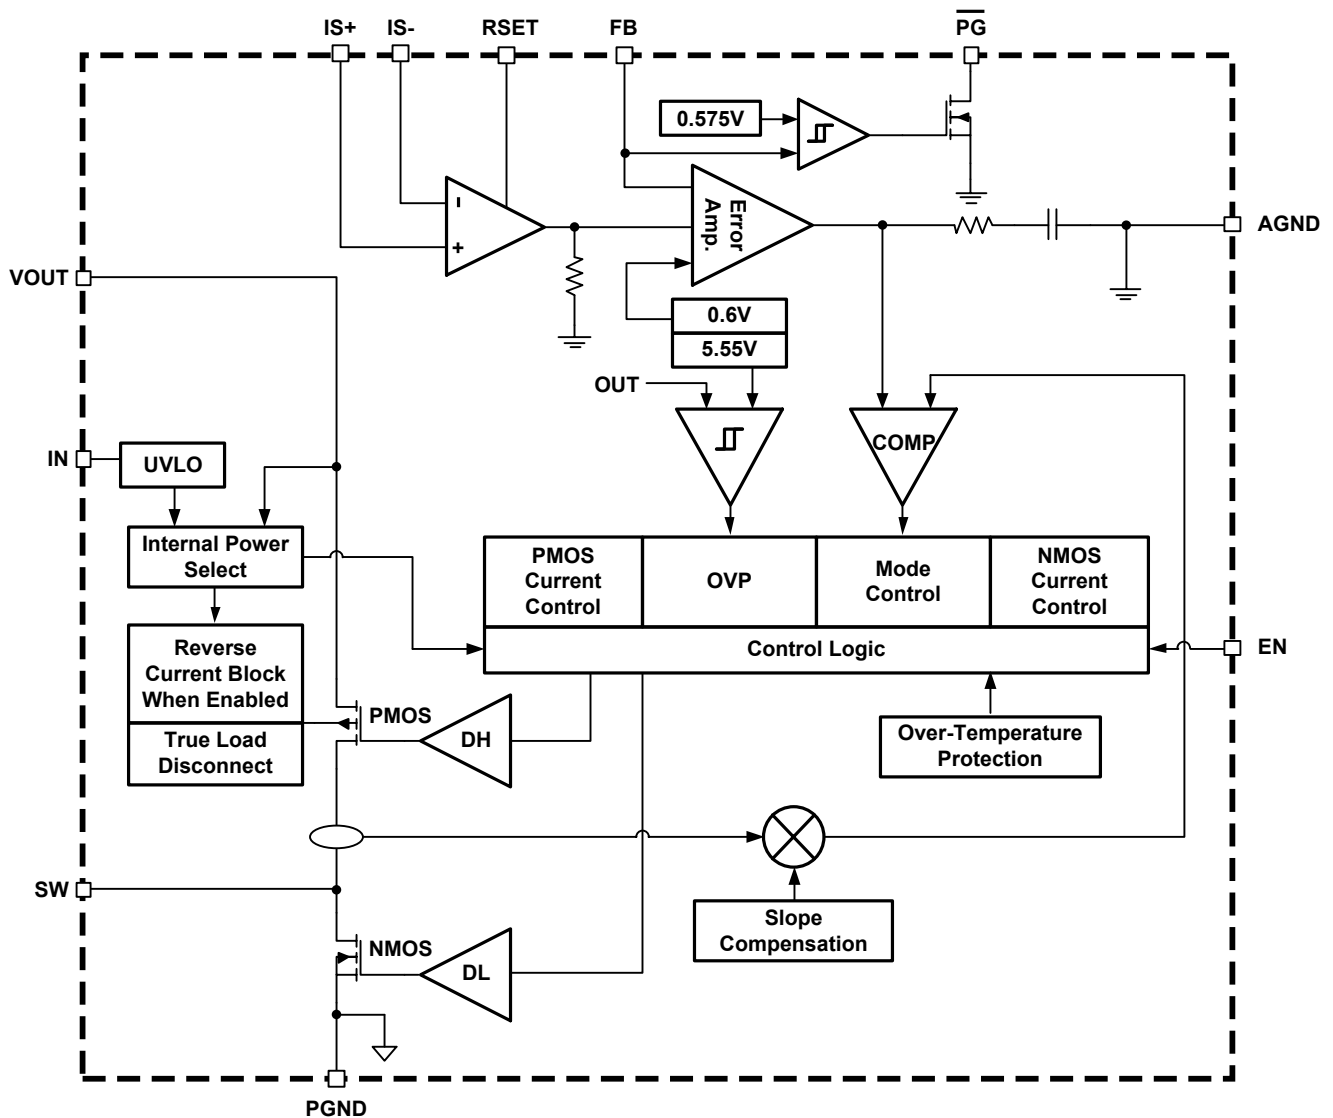 IS+ IS- RSET FB PG
0.575V
-
+
Error
Amp.
AGND
VOUT
0.6V
5.55V
OUT
COMP
IN
UVLO
Internal Power
Select
PMOS
Current
Control
OVP
Mode
Control
NMOS
Current
Control
Control Logic
EN
Reverse
Current Block
When Enabled
True Load
Disconnect
PMOS
DH
Over-Temperature
Protection
SW
Slope
Compensation
NMOS
DL
PGND